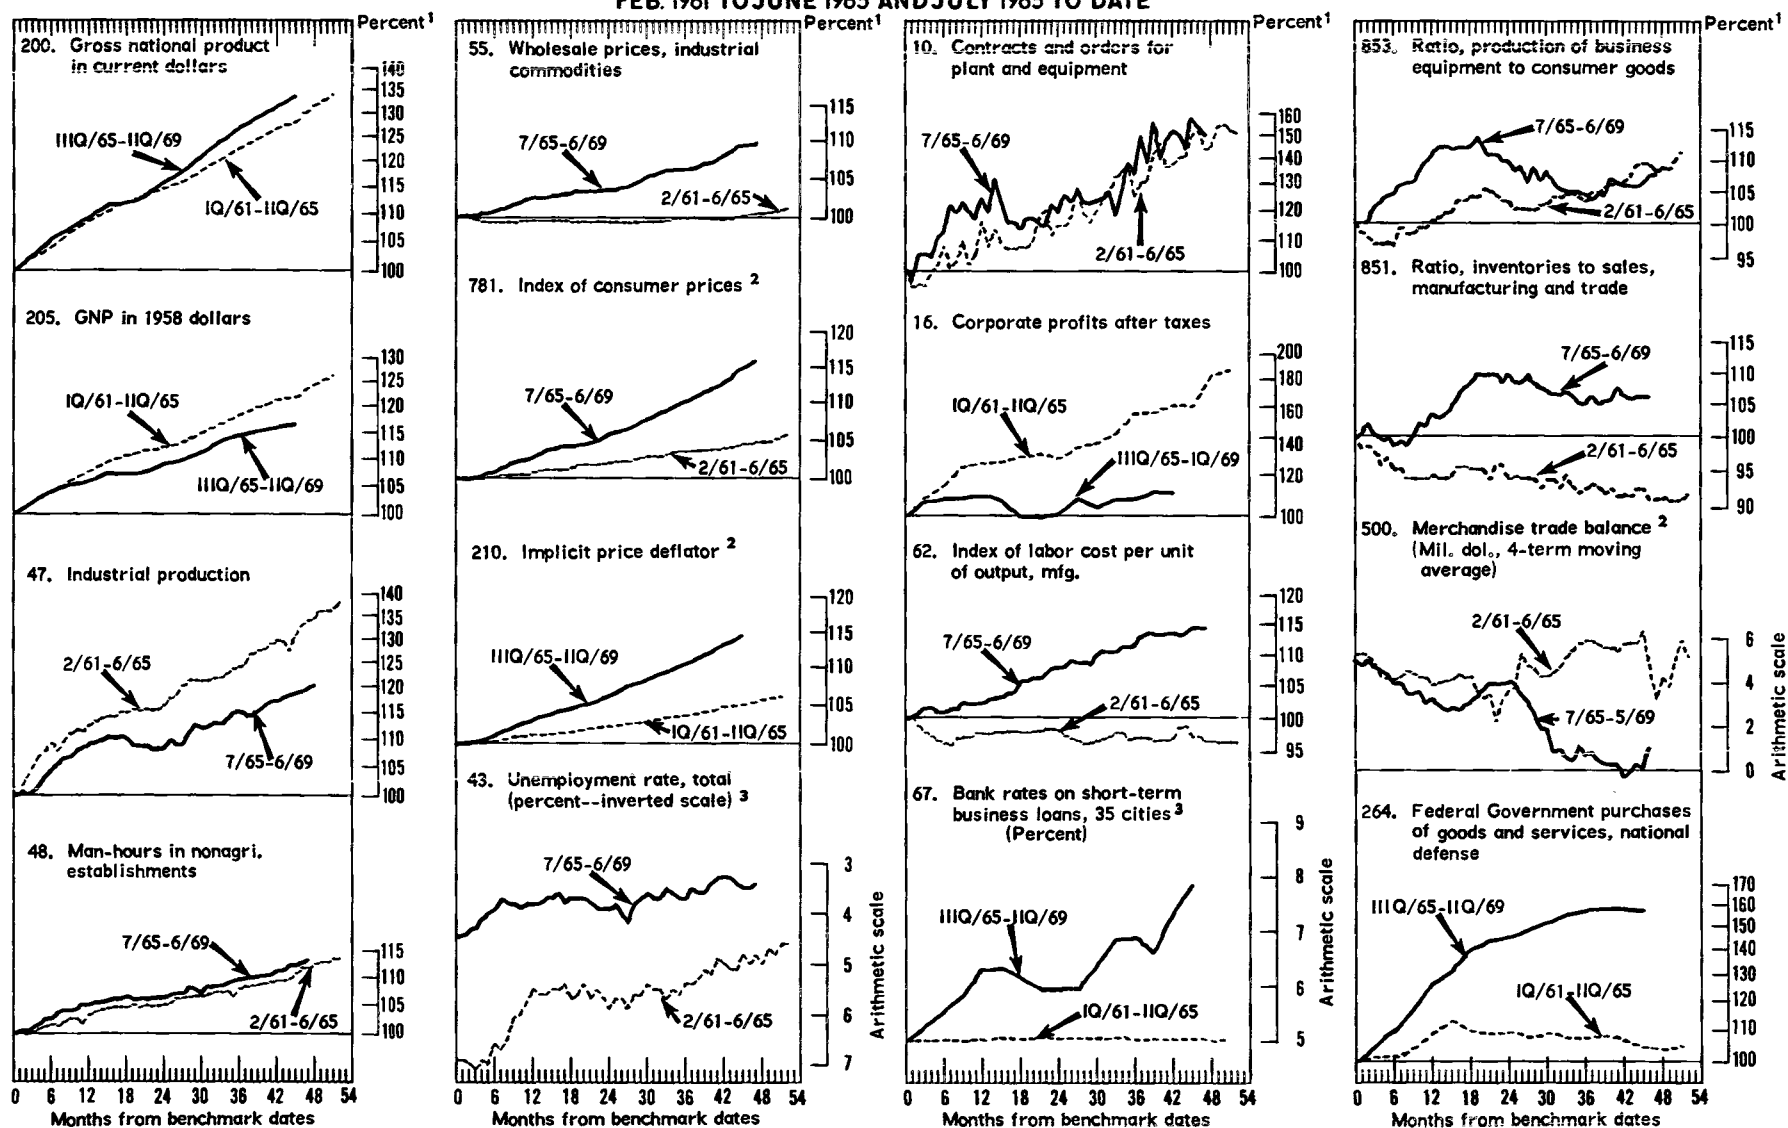 FEB. 1961 TO JUNE 1965 AND JULY 1965 TO DATE
Percent1
200. Gross national product
in current dollars
140
135
130
125
120
115
110
105
100
IIIQ/65-IIQ/69
IQ/61-IIQ/65
205. GNP in 1958 dollars
130
125
120
115
110
105
100
IQ/61-IIQ/65
IIIQ/65-IIQ/69
47. Industrial production
140
135
130
125
120
115
110
105
100
2/61-6/65
7/65-6/69
48. Man-hours in nonagri.
establishments
115
110
105
100
7/65-6/69
2/61-6/65
0 6 12 18 24 30 36 42 48 54
Months from benchmark dates
Percent1
55. Wholesale prices, industrial
commodities
115
110
105
100
7/65-6/69
2/61-6/65
781. Index of consumer prices 2
120
115
110
105
100
7/65-6/69
2/61-6/65
210. Implicit price deflator 2
120
115
110
105
100
IIIQ/65-IIQ/69
IQ/61-IIQ/65
43. Unemployment rate, total
(percent--inverted scale) 3
3
4
5
6
7
Arithmetic scale
7/65-6/69
2/61-6/65
0 6 12 18 24 30 36 42 48 54
Months from benchmark dates
Percent1
10. Contracts and orders for
plant and equipment
160
150
140
130
120
110
100
7/65-6/69
2/61-6/65
16. Corporate profits after taxes
200
180
160
140
120
100
IQ/61-IIQ/65
IIIQ/65-IQ/69
62. Index of labor cost per unit
of output, mfg.
120
115
110
105
100
95
7/65-6/69
2/61-6/65
67. Bank rates on short-term
business loans, 35 cities3
(Percent)
9
8
7
6
5
Arithmetic scale
IIIQ/65-IIQ/69
IQ/61-IIQ/65
0 6 12 18 24 30 36 42 48 54
Months from benchmark dates
Percent1
853. Ratio, production of business
equipment to consumer goods
115
110
105
100
95
7/65-6/69
2/61-6/65
851. Ratio, inventories to sales,
manufacturing and trade
115
110
105
100
95
90
7/65-6/69
2/61-6/65
500. Merchandise trade balance 2
(Mil. dol., 4-term moving
average)
6
4
2
0
Arithmetic scale
2/61-6/65
7/65-5/69
264. Federal Government purchases
of goods and services, national
defense
170
160
150
140
130
120
110
100
IIIQ/65-IIQ/69
IQ/61-IIQ/65
0 6 12 18 24 30 36 42 48 54
Months from benchmark dates